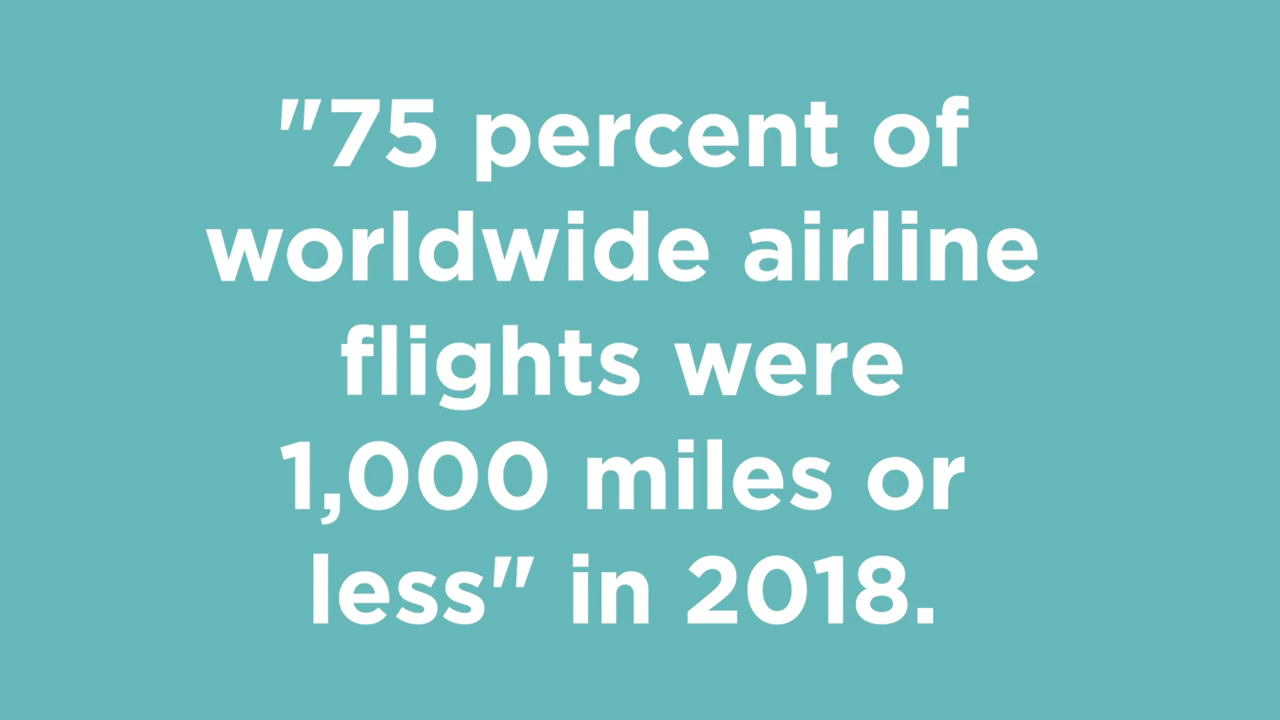 "75 percent of
worldwide airline
flights were
1,000 miles or
less" in 2018.